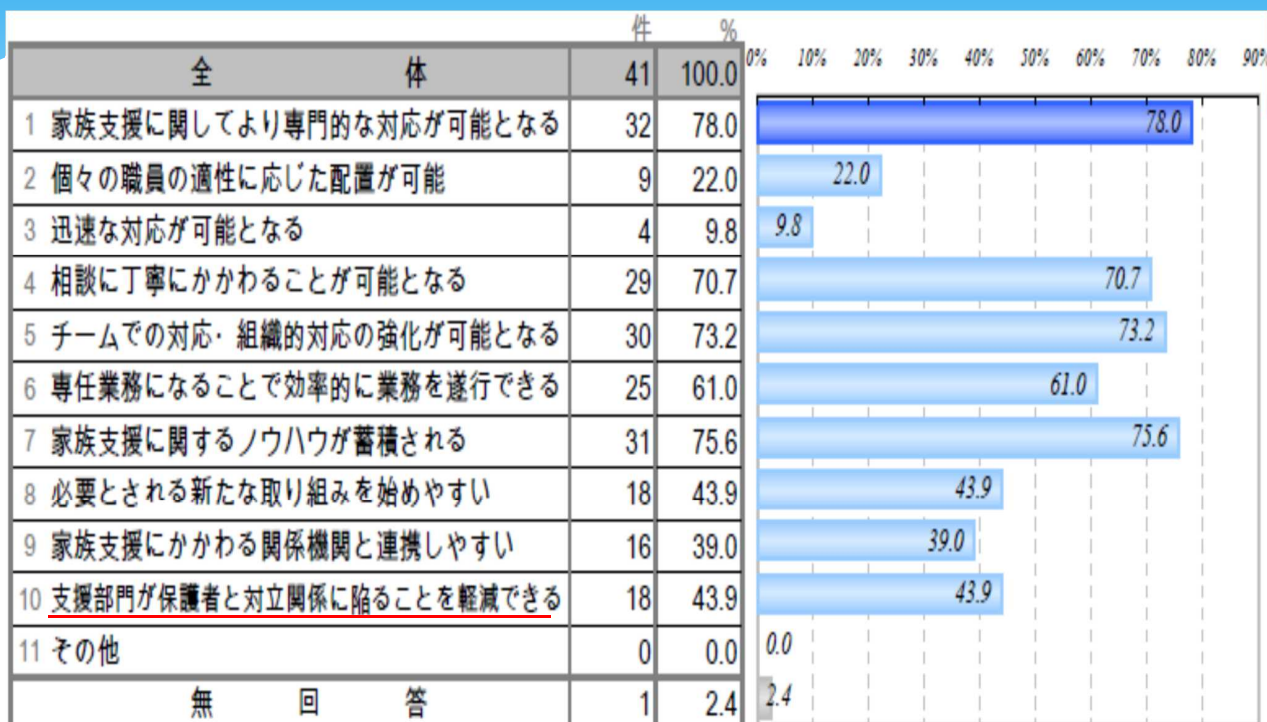 件 %
全体 41 100.0
0% 10% 20% 30% 40% 50% 60% 70% 80% 90%
1 家族支援に関してより専門的な対応が可能となる 32 78.0 78.0
2 個々の職員の適性に応じた配置が可能 9 22.0 22.0
3 迅速な対応が可能となる 4 9.8 9.8
4 相談に丁寧にかかわることが可能となる 29 70.7 70.7
5 チームでの対応・組織的対応の強化が可能となる 30 73.2 73.2
6 専任業務になることで効率的に業務を遂行できる 25 61.0 61.0
7 家族支援に関するノウハウが蓄積される 31 75.6 75.6
8 必要とされる新たな取り組みを始めやすい 18 43.9 43.9
9 家族支援にかかわる関係機関と連携しやすい 16 39.0 39.0
10 支援部門が保護者と対立関係に陥ることを軽減できる 18 43.9 43.9
11 その他 0 0.0 0.0
無回答 1 2.4 2.4